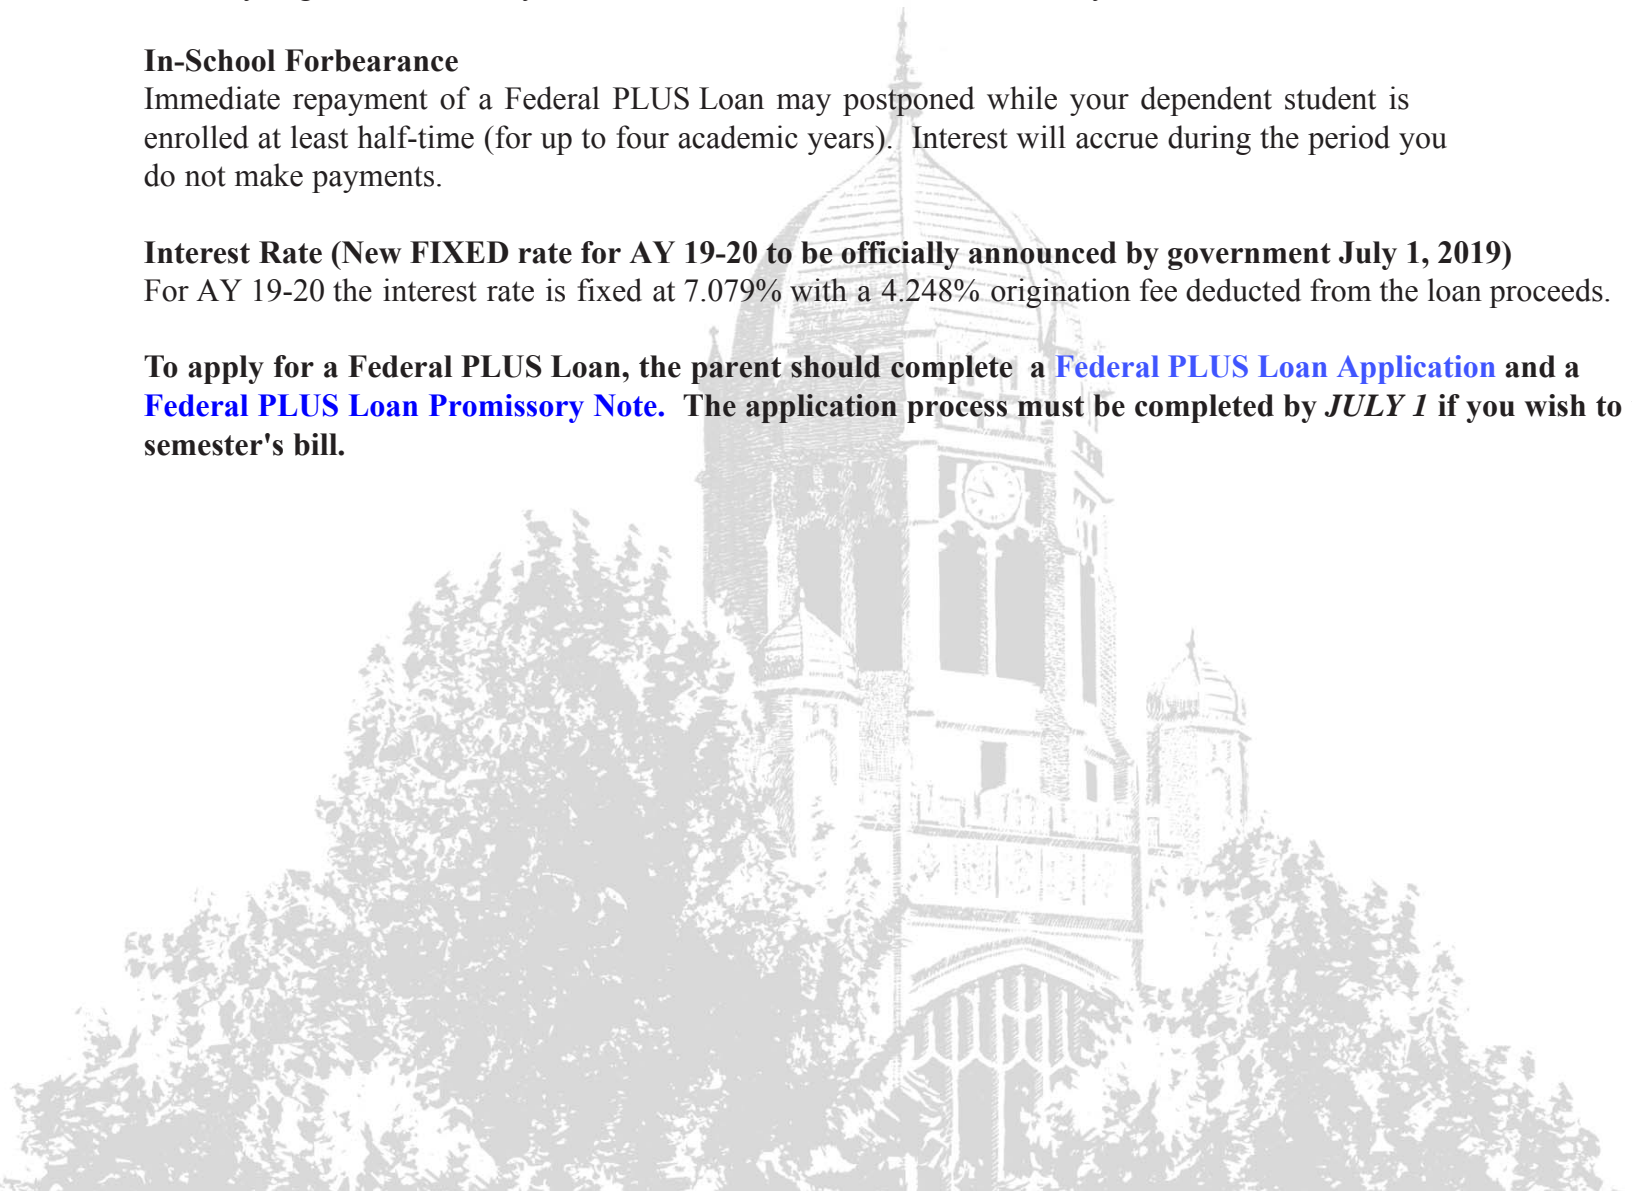 In-School Forbearance
Immediate repayment of a Federal PLUS Loan may postponed while your dependent student is
enrolled at least half-time (for up to four academic years).  Interest will accrue during the period you
do not make payments.
Interest Rate (New FIXED rate for AY 19-20 to be officially announced by government July 1, 2019)
For AY 19-20 the interest rate is fixed at 7.079% with a 4.248% origination fee deducted from the loan proceeds.
To apply for a Federal PLUS Loan, the parent should complete  a Federal PLUS Loan Application and a
Federal PLUS Loan Promissory Note.  The application process must be completed by JULY 1 if you wish to
semester's bill.